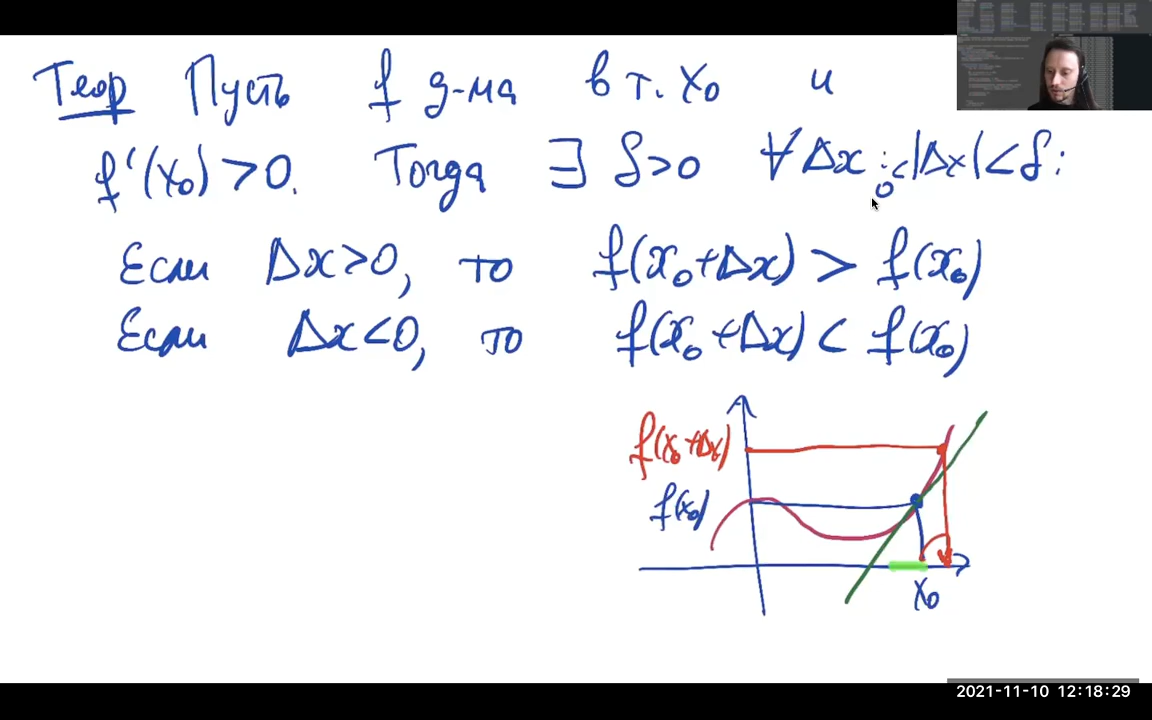 Теор Пусть f д-ма в т. x₀ и
f'(x₀) > 0. Тогда ∃ δ>0 ∀Δx : 0<|Δx|<δ:
Если Δx>0, то f(x₀+Δx) > f(x₀)
Если Δx<0, то f(x₀+Δx) < f(x₀)
f(x₀+Δx)
f(x₀)
x₀
2021-11-10 12:18:29